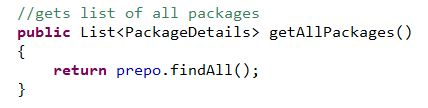 //gets list of all packages
public List<PackageDetails> getAllPackages()
{
    return prepo.findAll();
}